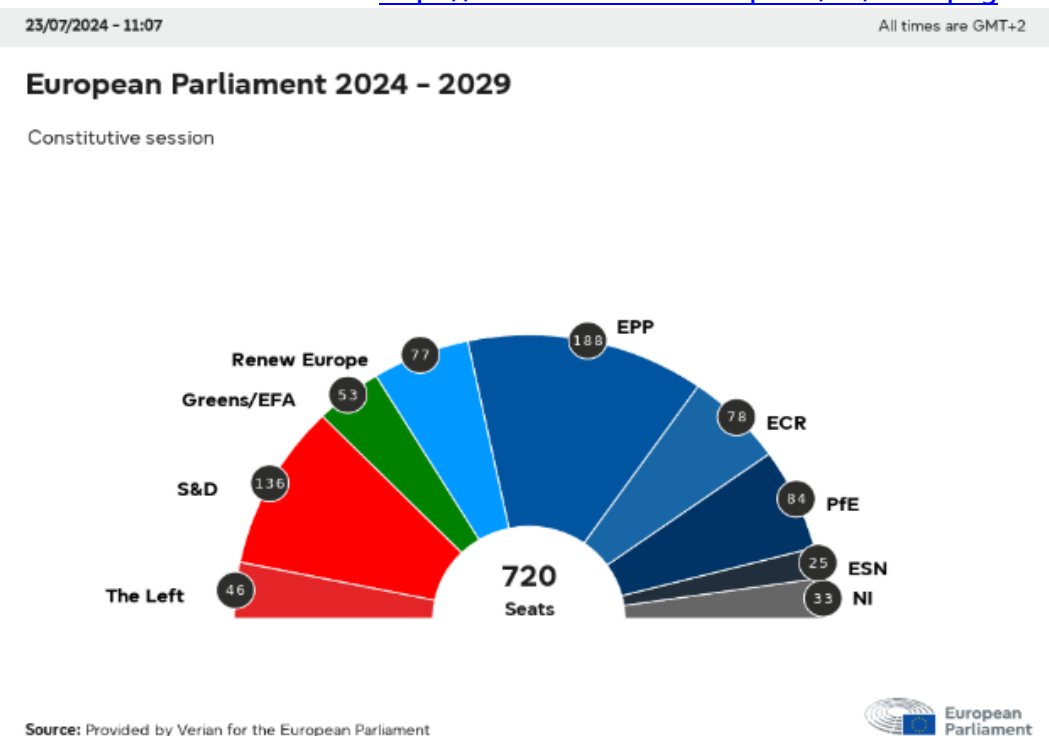 23/07/2024 - 11:07
All times are GMT+2
European Parliament 2024 - 2029
Constitutive session
EPP
188
Renew Europe
77
Greens/EFA
53
78
ECR
S&D
136
84
PfE
25
ESN
The Left
46
33
NI
720
Seats
Source: Provided by Verian for the European Parliament
European
Parliament